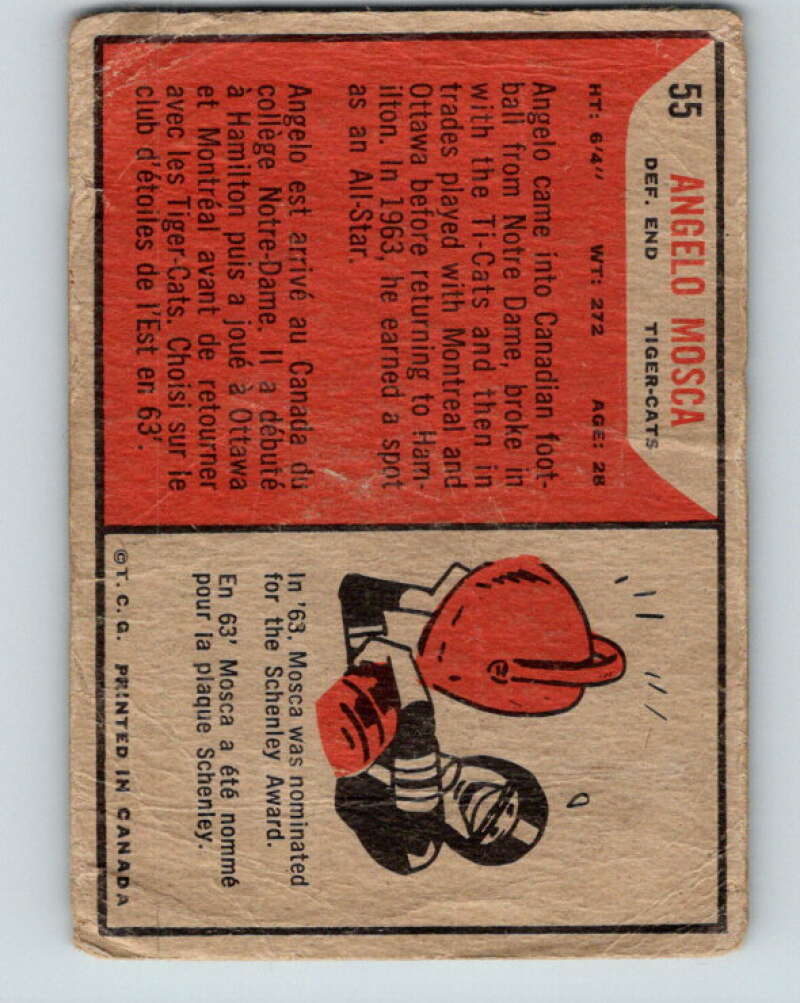 55 ANGELO MOSCA
DEF. END TIGER-CATS
HT: 6'4" WT: 272 AGE: 28
Angelo came into Canadian foot-
ball from Notre Dame, broke in
with the Ti-Cats and then in
trades played with Montreal and
Ottawa before returning to Ham-
ilton. In 1963, he earned a spot
as an All-Star.
Angelo est arrivé au Canada du
collège Notre-Dame. Il a débuté
à Hamilton puis a joué à Ottawa
et Montréal avant de retourner
avec les Tiger-Cats. Choisi sur le
club d'étoiles de l'Est en 63'.
In '63, Mosca was nominated
for the Schenley Award.
En 63' Mosca a été nommé
pour la plaque Schenley.
©T.C.G. PRINTED IN CANADA